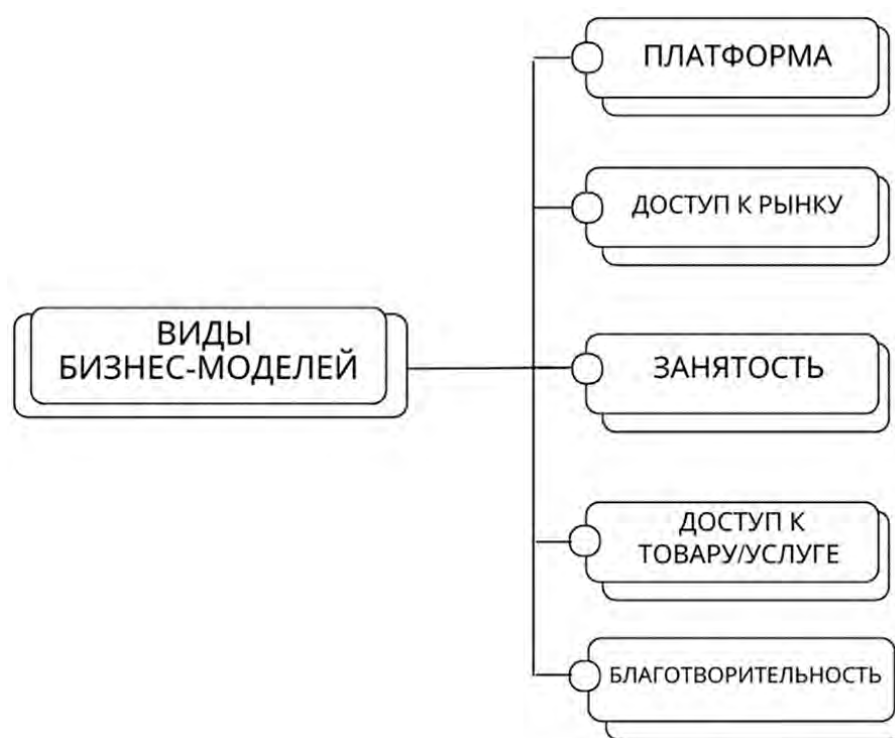 ПЛАТФОРМА
ДОСТУП К РЫНКУ
ВИДЫ
БИЗНЕС-МОДЕЛЕЙ
ЗАНЯТОСТЬ
ДОСТУП К
ТОВАРУ/УСЛУГЕ
БЛАГОТВОРИТЕЛЬНОСТЬ